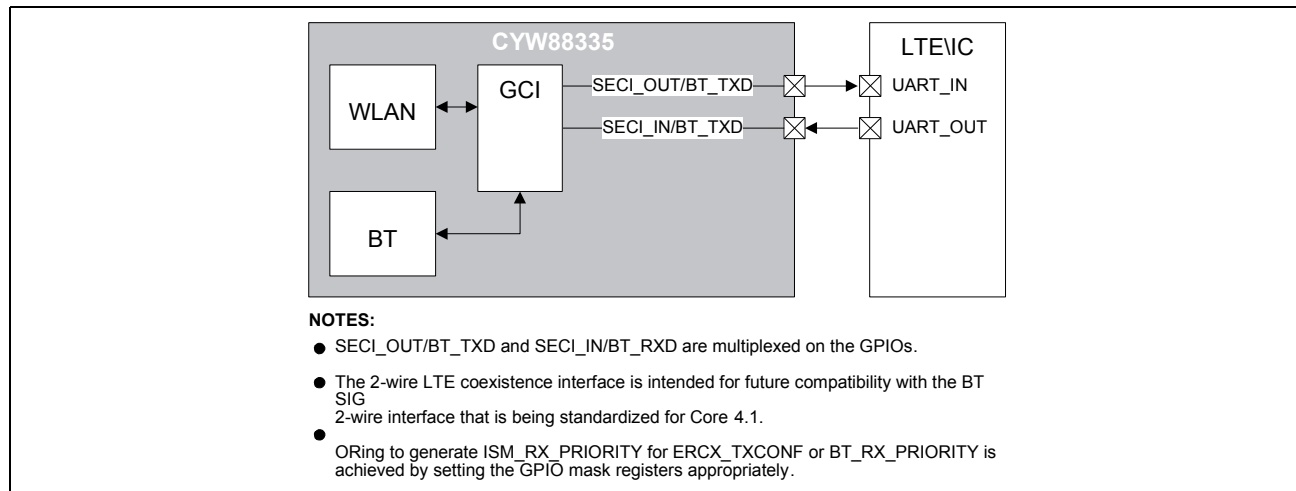 CYW88335
LTE\IC
WLAN
GCI
SECI_OUT/BT_TXD
UART_IN
SECI_IN/BT_TXD
UART_OUT
BT
NOTES:
● SECI_OUT/BT_TXD and SECI_IN/BT_RXD are multiplexed on the GPIOs.
● The 2-wire LTE coexistence interface is intended for future compatibility with the BT
SIG
2-wire interface that is being standardized for Core 4.1.
●
ORing to generate ISM_RX_PRIORITY for ERCX_TXCONF or BT_RX_PRIORITY is
achieved by setting the GPIO mask registers appropriately.